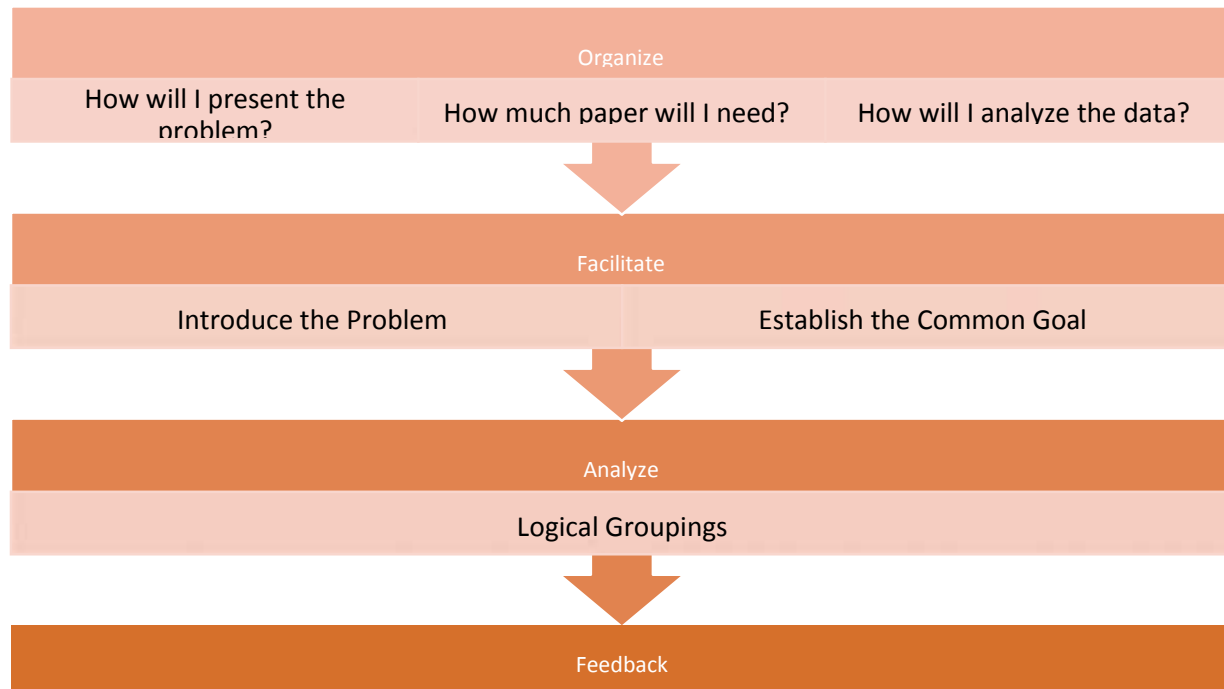 Organize
How will I present the
problem?
How much paper will I need?
How will I analyze the data?
Facilitate
Introduce the Problem
Establish the Common Goal
Analyze
Logical Groupings
Feedback